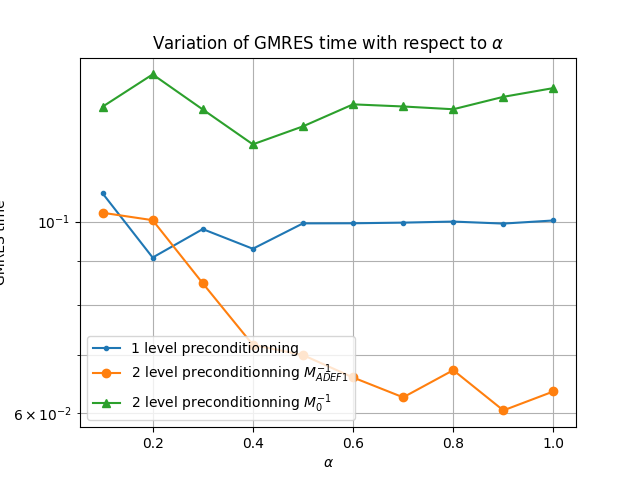 Variation of GMRES time with respect to α
GMRES time
10⁻¹
6 × 10⁻²
1 level preconditionning
2 level preconditionning M_{ADEF1}^{-1}
2 level preconditionning M_0^{-1}
0.2 0.4 0.6 0.8 1.0
α